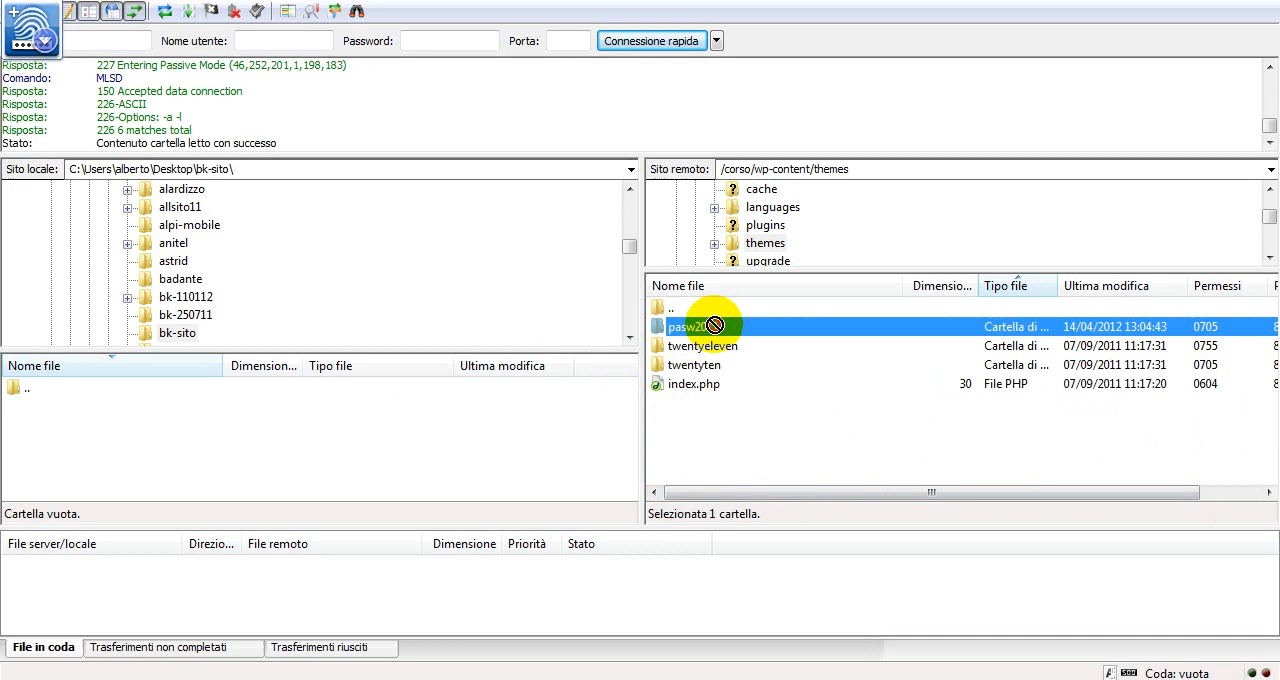 Nome utente: Password: Porta: Connessione rapida
Risposta: 227 Entering Passive Mode (46,252,201,1,198,183)
Comando: MLSD
Risposta: 150 Accepted data connection
Risposta: 226-ASCII
Risposta: 226-Options: -a -l
Risposta: 226 6 matches total
Stato: Contenuto cartella letto con successo
Sito locale: C:\Users\alberto\Desktop\bk-sito\
alardizzo
allsito11
alpi-mobile
anitel
astrid
badante
bk-110112
bk-250711
bk-sito
Nome file Dimension... Tipo file Ultima modifica
..
Cartella vuota.
Sito remoto: /corso/wp-content/themes
? cache
languages
? plugins
themes
? upgrade
Nome file Dimensio... Tipo file Ultima modifica Permessi
..
Cartella di ... 14/04/2012 13:04:43 0705
twentyeleven Cartella di ... 07/09/2011 11:17:31 0755
twentyten Cartella di ... 07/09/2011 11:17:31 0705
index.php 30 File PHP 07/09/2011 11:17:20 0604
Selezionata 1 cartella.
File server/locale Direzio... File remoto Dimensione Priorità Stato
File in coda Trasferimenti non completati Trasferimenti riusciti
Coda: vuota